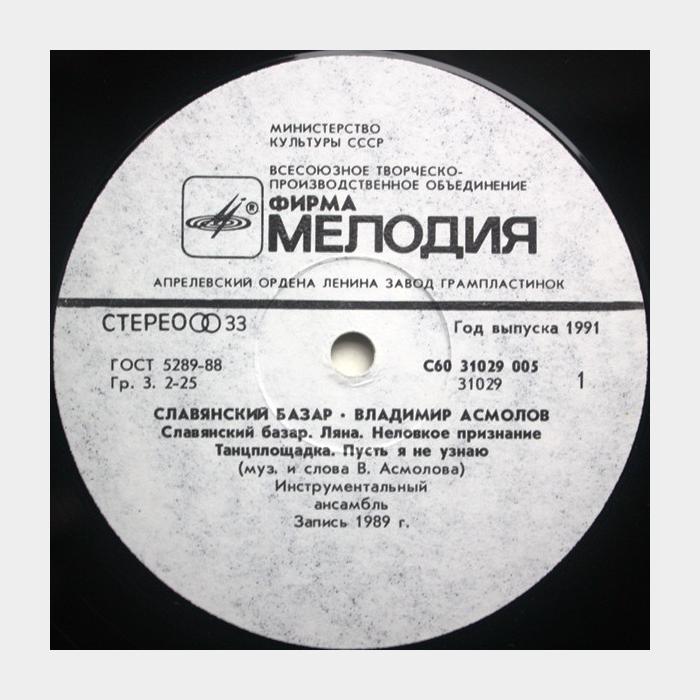 МИНИСТЕРСТВО
КУЛЬТУРЫ СССР
ВСЕСОЮЗНОЕ ТВОРЧЕСКО-
ПРОИЗВОДСТВЕННОЕ ОБЪЕДИНЕНИЕ
ФИРМА
®
МЕЛОДИЯ
АПРЕЛЕВСКИЙ ОРДЕНА ЛЕНИНА ЗАВОД ГРАМПЛАСТИНОК
СТЕРЕО 33
Год выпуска 1991
ГОСТ 5289-88
С60 31029 005
Гр. 3. 2-25
31029
1
СЛАВЯНСКИЙ БАЗАР · ВЛАДИМИР АСМОЛОВ
Славянский базар. Ляна. Неловкое признание
Танцплощадка. Пусть я не узнаю
(муз. и слова В. Асмолова)
Инструментальный
ансамбль
Запись 1989 г.